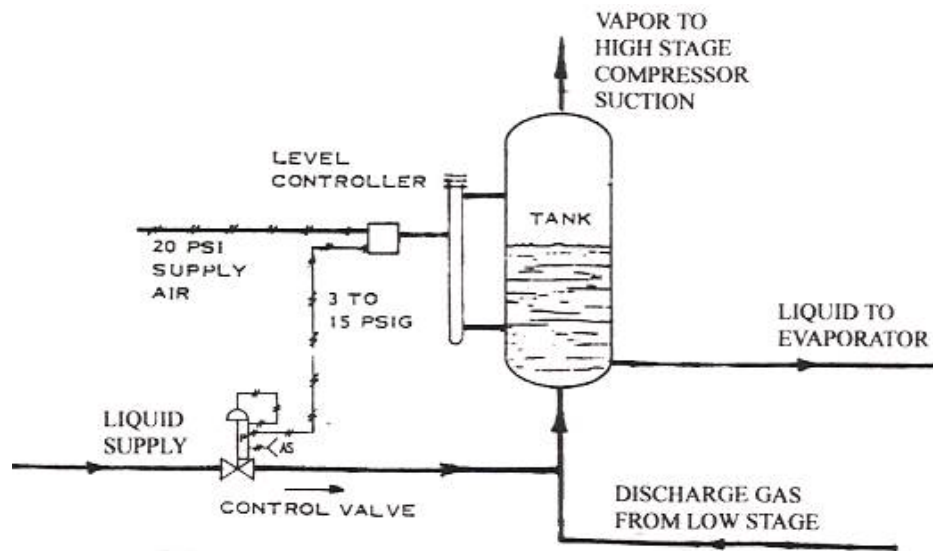 VAPOR TO
HIGH STAGE
COMPRESSOR
SUCTION
LEVEL
CONTROLLER
TANK
20 PSI
SUPPLY
AIR
3 TO
15 PSIG
LIQUID TO
EVAPORATOR
LIQUID
SUPPLY
AS
CONTROL VALVE
DISCHARGE GAS
FROM LOW STAGE